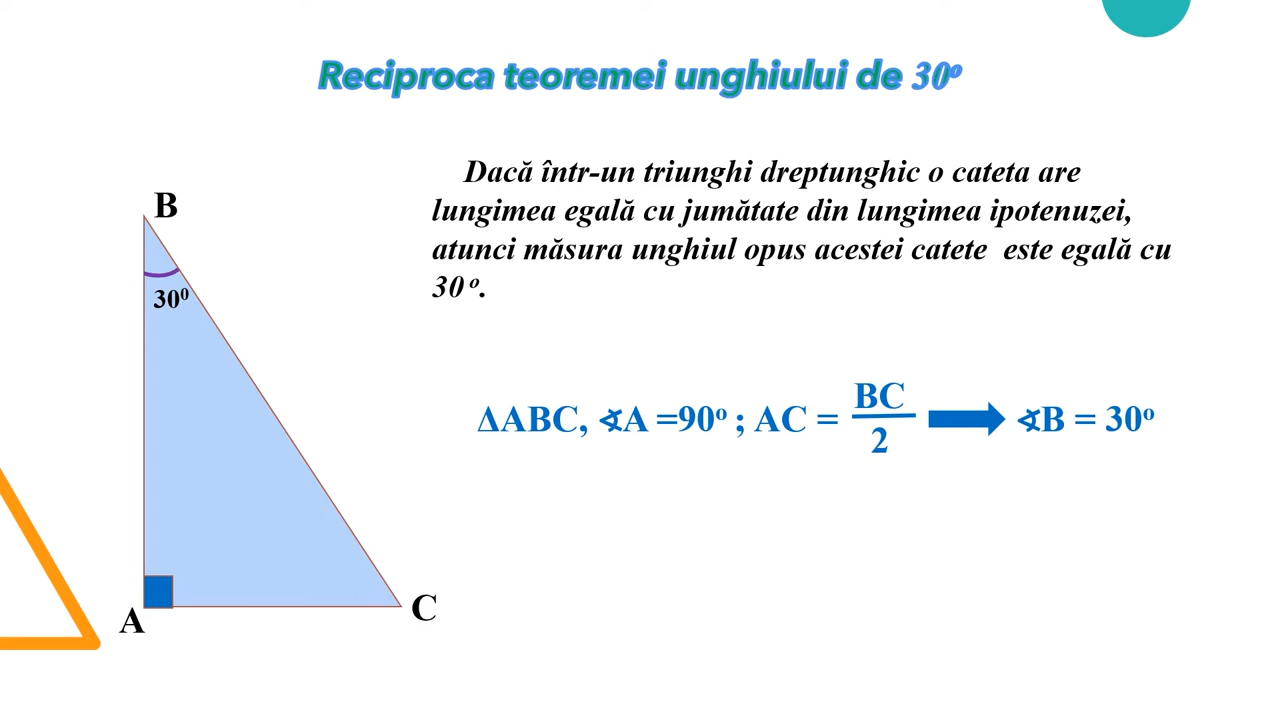 Reciproca teoremei unghiului de 30º
Dacă într-un triunghi dreptunghic o cateta are
lungimea egală cu jumătate din lungimea ipotenuzei,
atunci măsura unghiul opus acestei catete este egală cu
30º.
B
30⁰
A
C
ΔABC, ∢A =90º ; AC = BC/2 ➡ ∢B = 30º